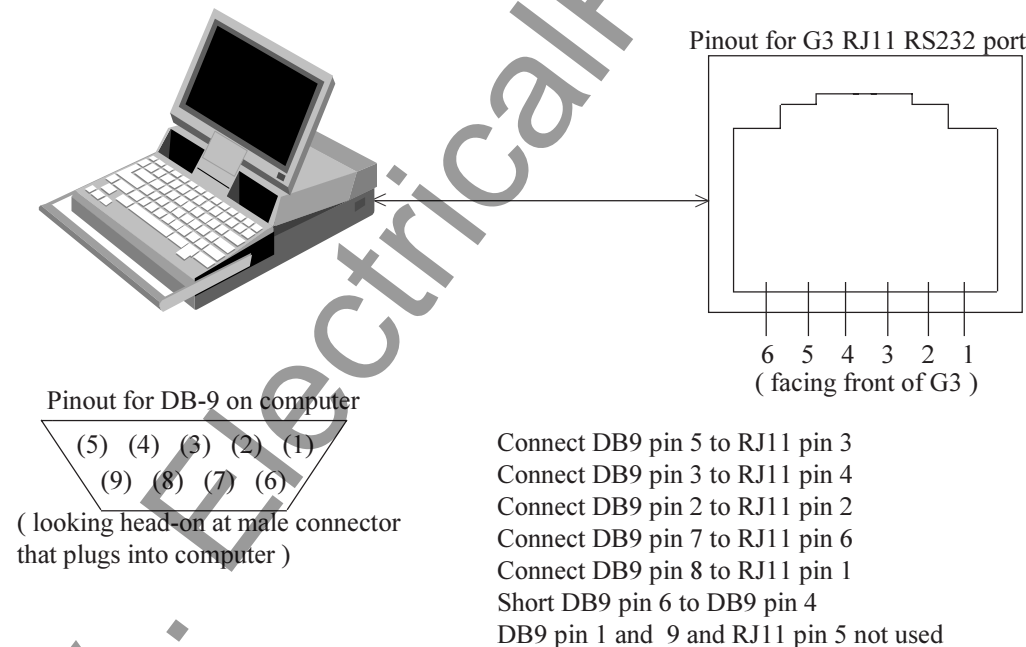 Pinout for G3 RJ11 RS232 port
6 5 4 3 2 1
( facing front of G3 )
Pinout for DB-9 on computer
(5) (4) (3) (2) (1)
(9) (8) (7) (6)
( looking head-on at male connector
that plugs into computer )
Connect DB9 pin 5 to RJ11 pin 3
Connect DB9 pin 3 to RJ11 pin 4
Connect DB9 pin 2 to RJ11 pin 2
Connect DB9 pin 7 to RJ11 pin 6
Connect DB9 pin 8 to RJ11 pin 1
Short DB9 pin 6 to DB9 pin 4
DB9 pin 1 and 9 and RJ11 pin 5 not used